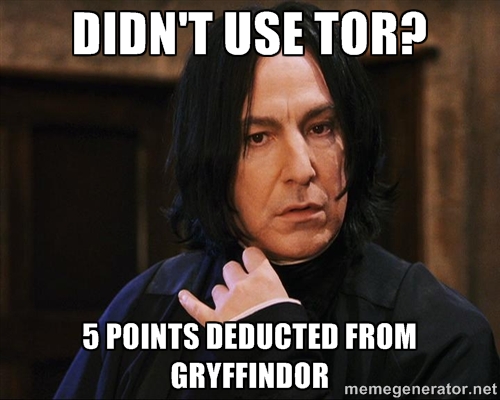 DIDN'T USE TOR?
5 POINTS DEDUCTED FROM
GRYFFINDOR
memegenerator.net